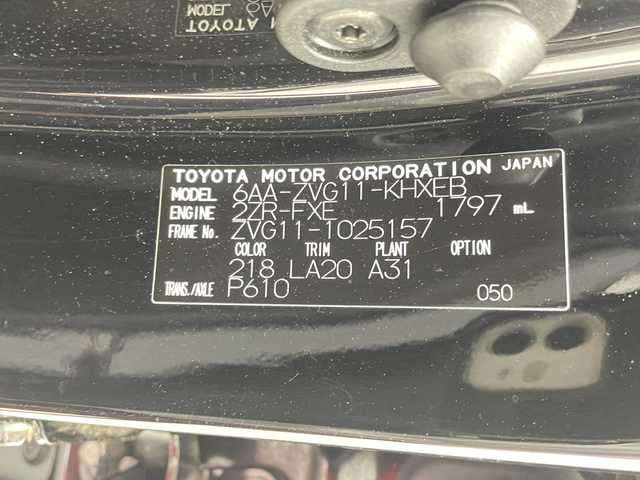 TOYOTA MOTOR CORPORATION JAPAN
MODEL 6AA-ZVG11-KHXEB
ENGINE 2ZR-FXE 1797 mL
FRAME No. ZVG11-1025157
COLOR TRIM PLANT OPTION
218 LA20 A31
TRANS./AXLE P610 050